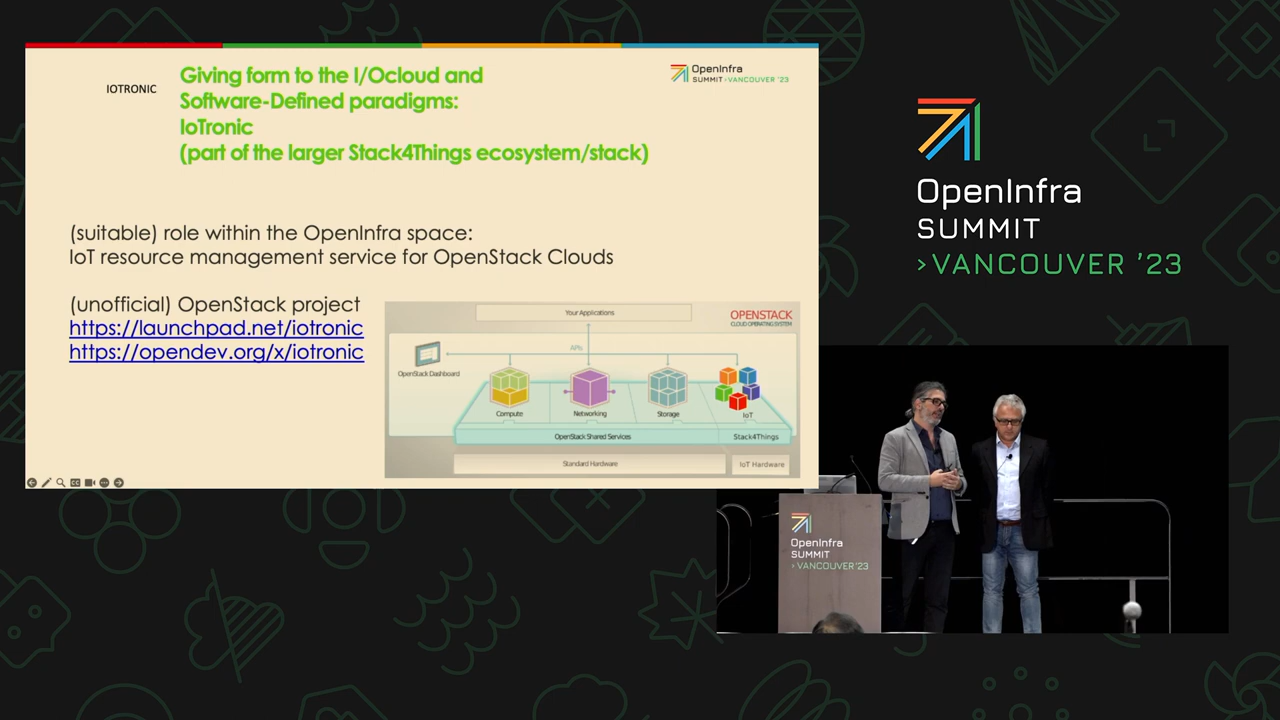 IOTRONIC
Giving form to the I/Ocloud and
Software-Defined paradigms:
IoTronic
(part of the larger Stack4Things ecosystem/stack)
OpenInfra
SUMMIT ›VANCOUVER '23
(suitable) role within the OpenInfra space:
IoT resource management service for OpenStack Clouds
(unofficial) OpenStack project
https://launchpad.net/iotronic
https://opendev.org/x/iotronic
Your Applications
OPENSTACK
CLOUD OPERATING SYSTEM
APIs
OpenStack Dashboard
Compute
Networking
Storage
IoT
OpenStack Shared Services
Stack4Things
Standard Hardware
IoT Hardware
OpenInfra
SUMMIT
›VANCOUVER '23
OpenInfra
SUMMIT
›VANCOUVER'23